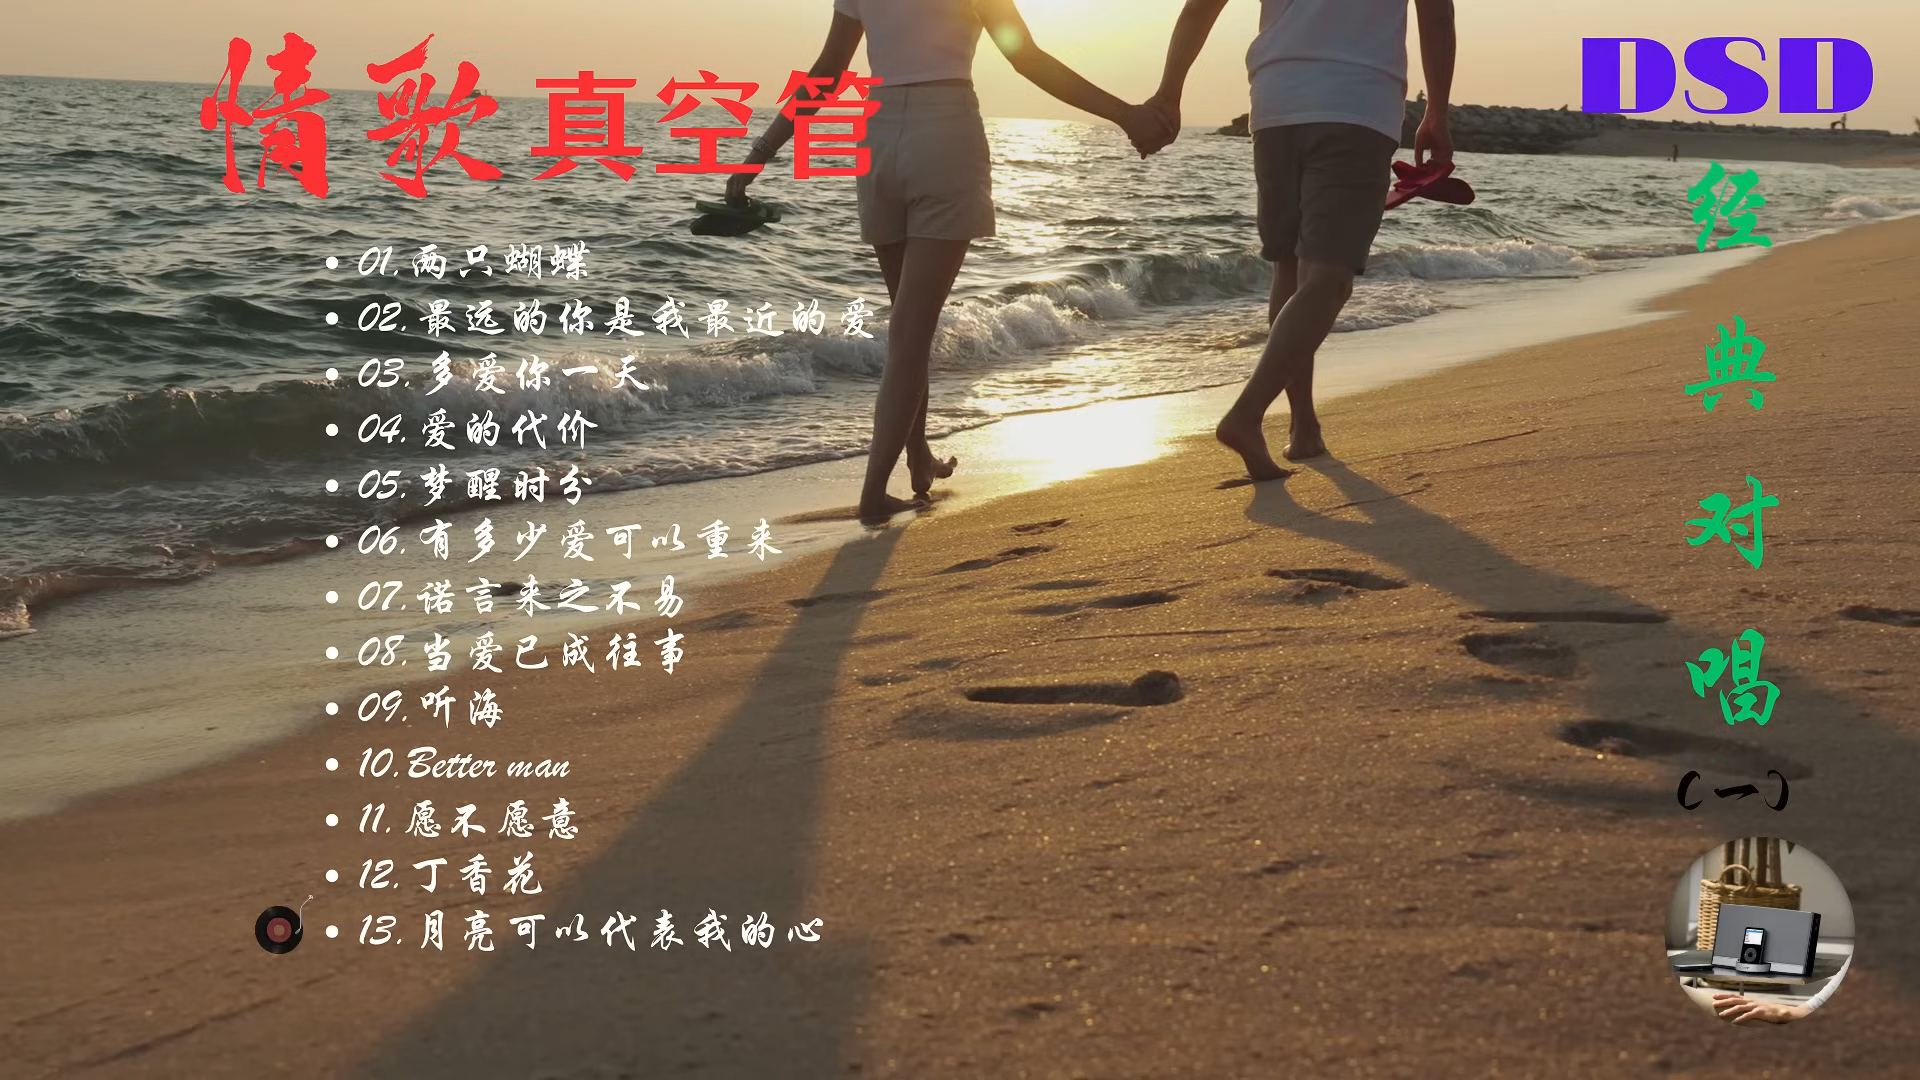 情歌真空管
DSD
• 01. 两只蝴蝶
• 02. 最远的你是我最近的爱
• 03. 多爱你一天
• 04. 爱的代价
• 05. 梦醒时分
• 06. 有多少爱可以重来
• 07. 诺言来之不易
• 08. 当爱已成往事
• 09. 听海
• 10. Better man
• 11. 愿不愿意
• 12. 丁香花
• 13. 月亮可以代表我的心
经典对唱
(一)